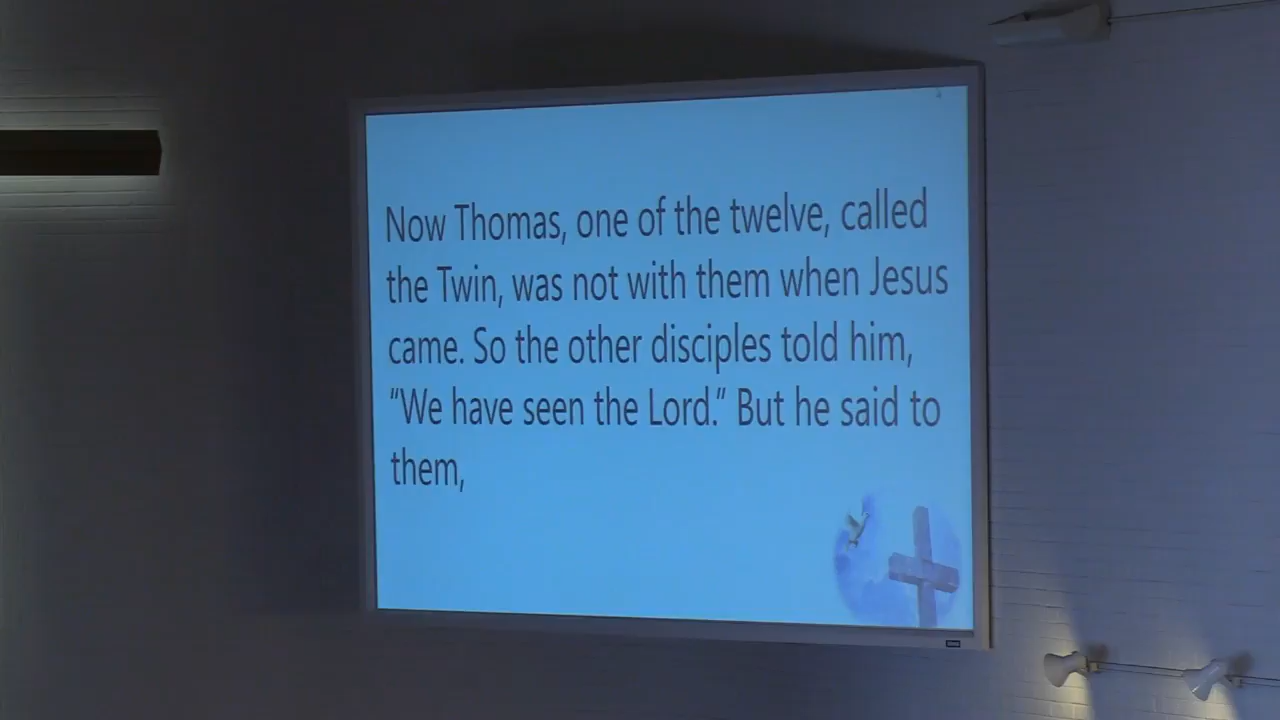 Now Thomas, one of the twelve, called
the Twin, was not with them when Jesus
came. So the other disciples told him,
“We have seen the Lord.” But he said to
them,